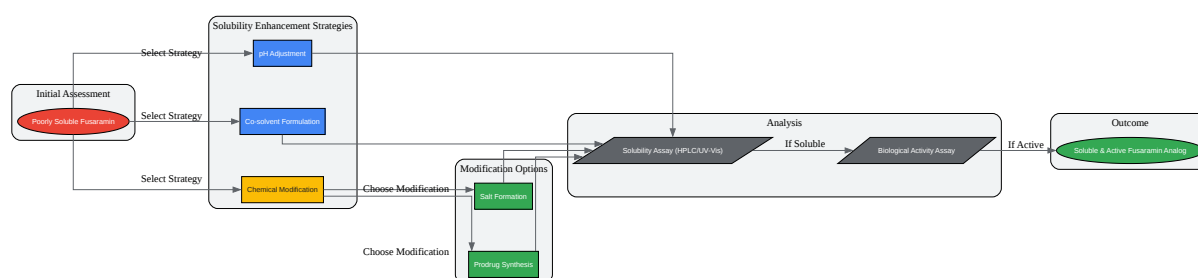 Solubility Enhancement Strategies
Select Strategy
pH Adjustment
Initial Assessment
Poorly Soluble Fusaramin
Select Strategy
Co-solvent Formulation
Select Strategy
Chemical Modification
Choose Modification
Choose Modification
Modification Options
Salt Formation
Prodrug Synthesis
Analysis
Solubility Assay (HPLC/UV-Vis)
If Soluble
Biological Activity Assay
If Active
Outcome
Soluble & Active Fusaramin Analog